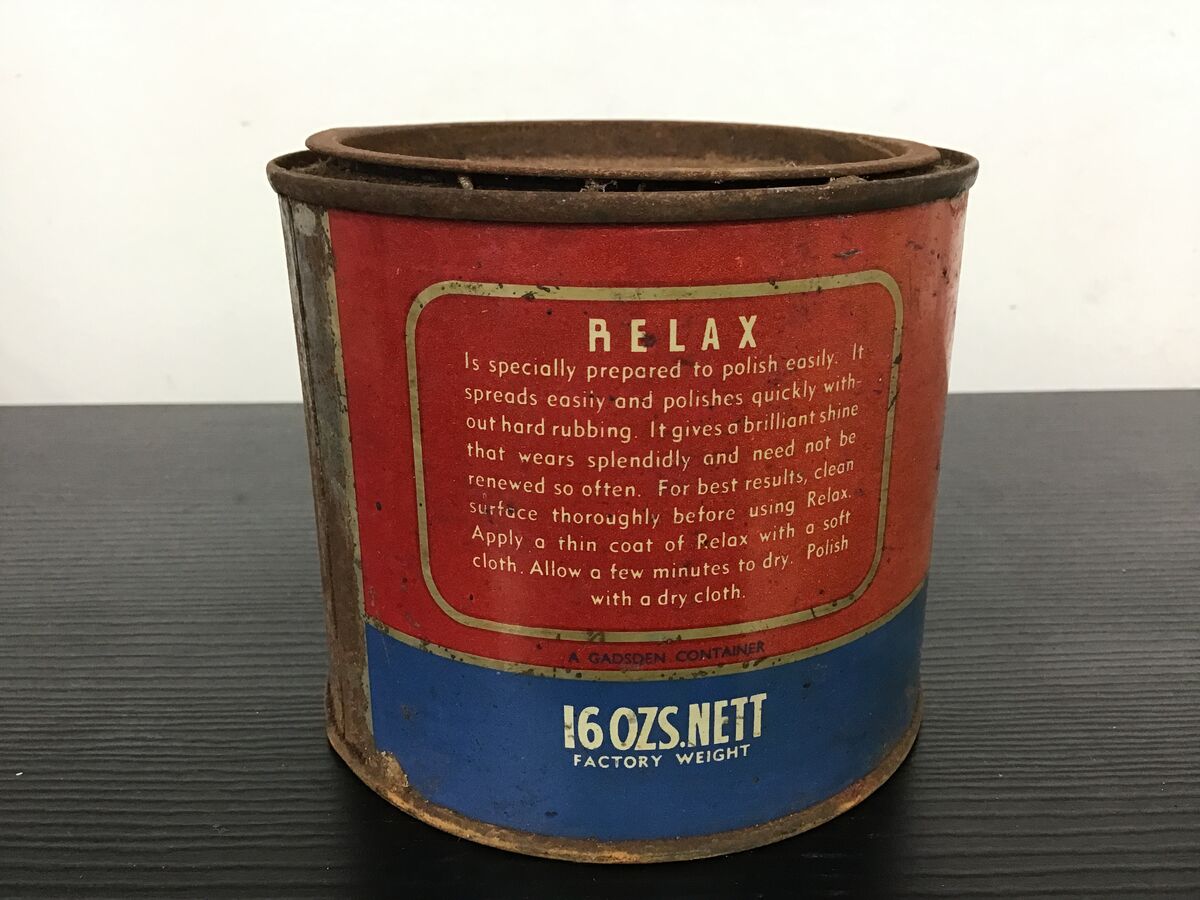 RELAX
Is specially prepared to polish easily. It
spreads easily and polishes quickly with-
out hard rubbing. It gives a brilliant shine
that wears splendidly and need not be
renewed so often. For best results, clean
surface thoroughly before using Relax.
Apply a thin coat of Relax with a soft
cloth. Allow a few minutes to dry. Polish
with a dry cloth.
A GADSDEN CONTAINER
16 OZS. NETT
FACTORY WEIGHT